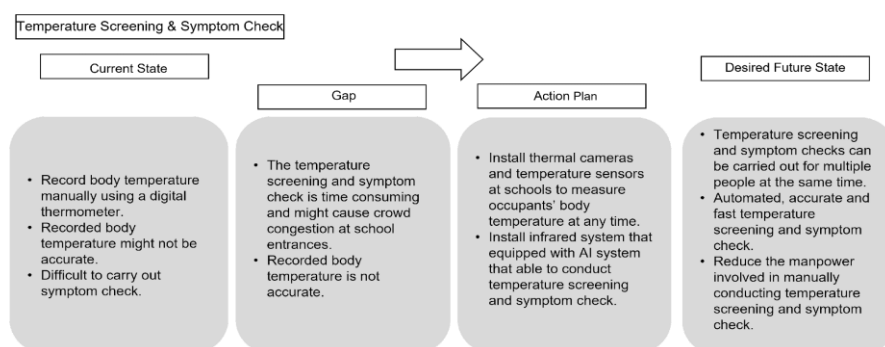 Temperature Screening & Symptom Check
Current State
Gap
Action Plan
Desired Future State
• Record body temperature
manually using a digital
thermometer.
• Recorded body
temperature might not be
accurate.
• Difficult to carry out
symptom check.
• The temperature
screening and symptom
check is time consuming
and might cause crowd
congestion at school
entrances.
• Recorded body
temperature is not
accurate.
• Install thermal cameras
and temperature sensors
at schools to measure
occupants' body
temperature at any time.
• Install infrared system that
equipped with AI system
that able to conduct
temperature screening
and symptom check.
• Temperature screening
and symptom checks can
be carried out for multiple
people at the same time.
• Automated, accurate and
fast temperature
screening and symptom
check.
• Reduce the manpower
involved in manually
conducting temperature
screening and symptom
check.